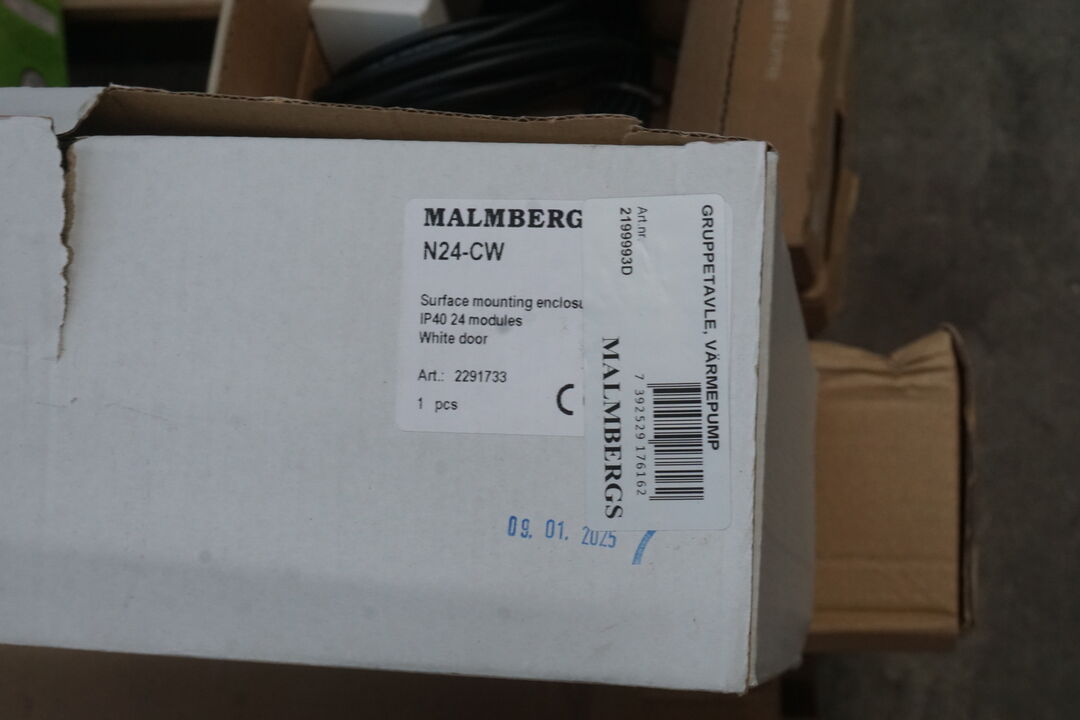 MALMBERG
N24-CW
Surface mounting enclosu
IP40 24 modules
White door
Art.: 2291733
1 pcs
GRUPPETAVLE, VÄRMEPUMP
Art.nr.
2199993D
7 392529 176162
MALMBERGS
09. 01. 2025